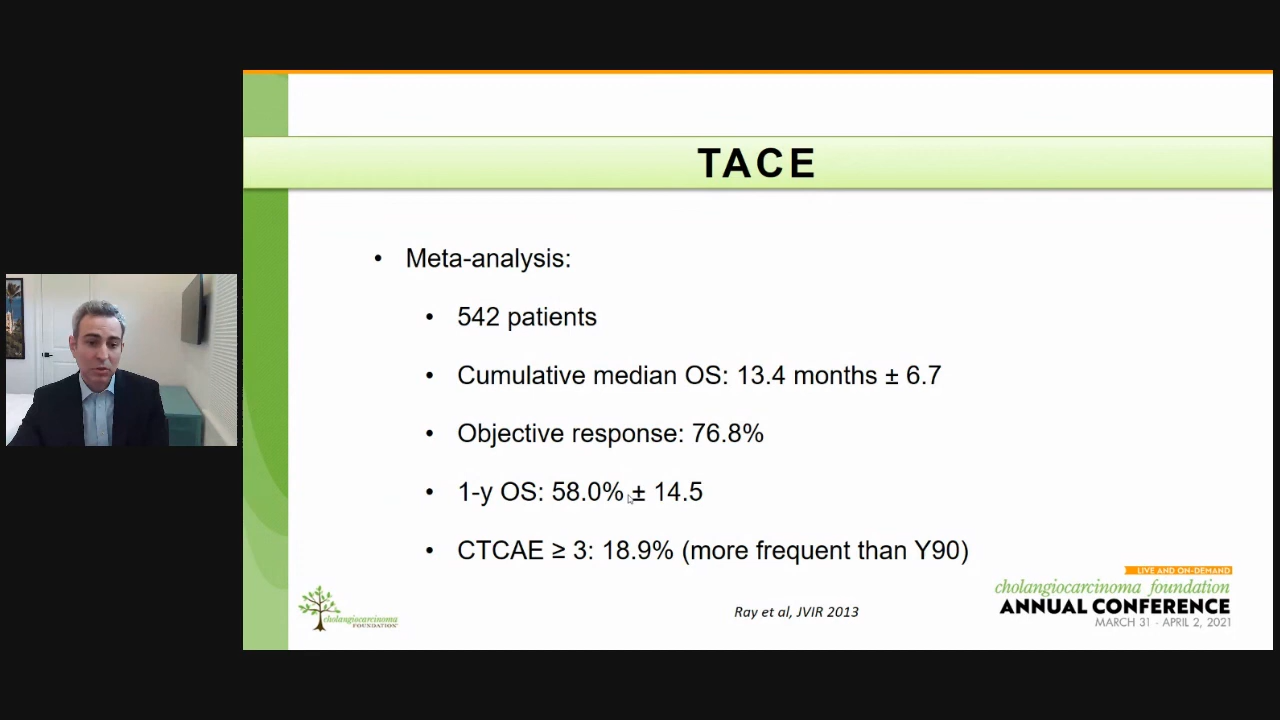 TACE
• Meta-analysis:
• 542 patients
• Cumulative median OS: 13.4 months ± 6.7
• Objective response: 76.8%
• 1-y OS: 58.0% ± 14.5
• CTCAE ≥ 3: 18.9% (more frequent than Y90)
LIVE AND ON-DEMAND
cholangiocarcinoma foundation
ANNUAL CONFERENCE
MARCH 31 - APRIL 2, 2021
Ray et al, JVIR 2013
cholangiocarcinoma
FOUNDATION